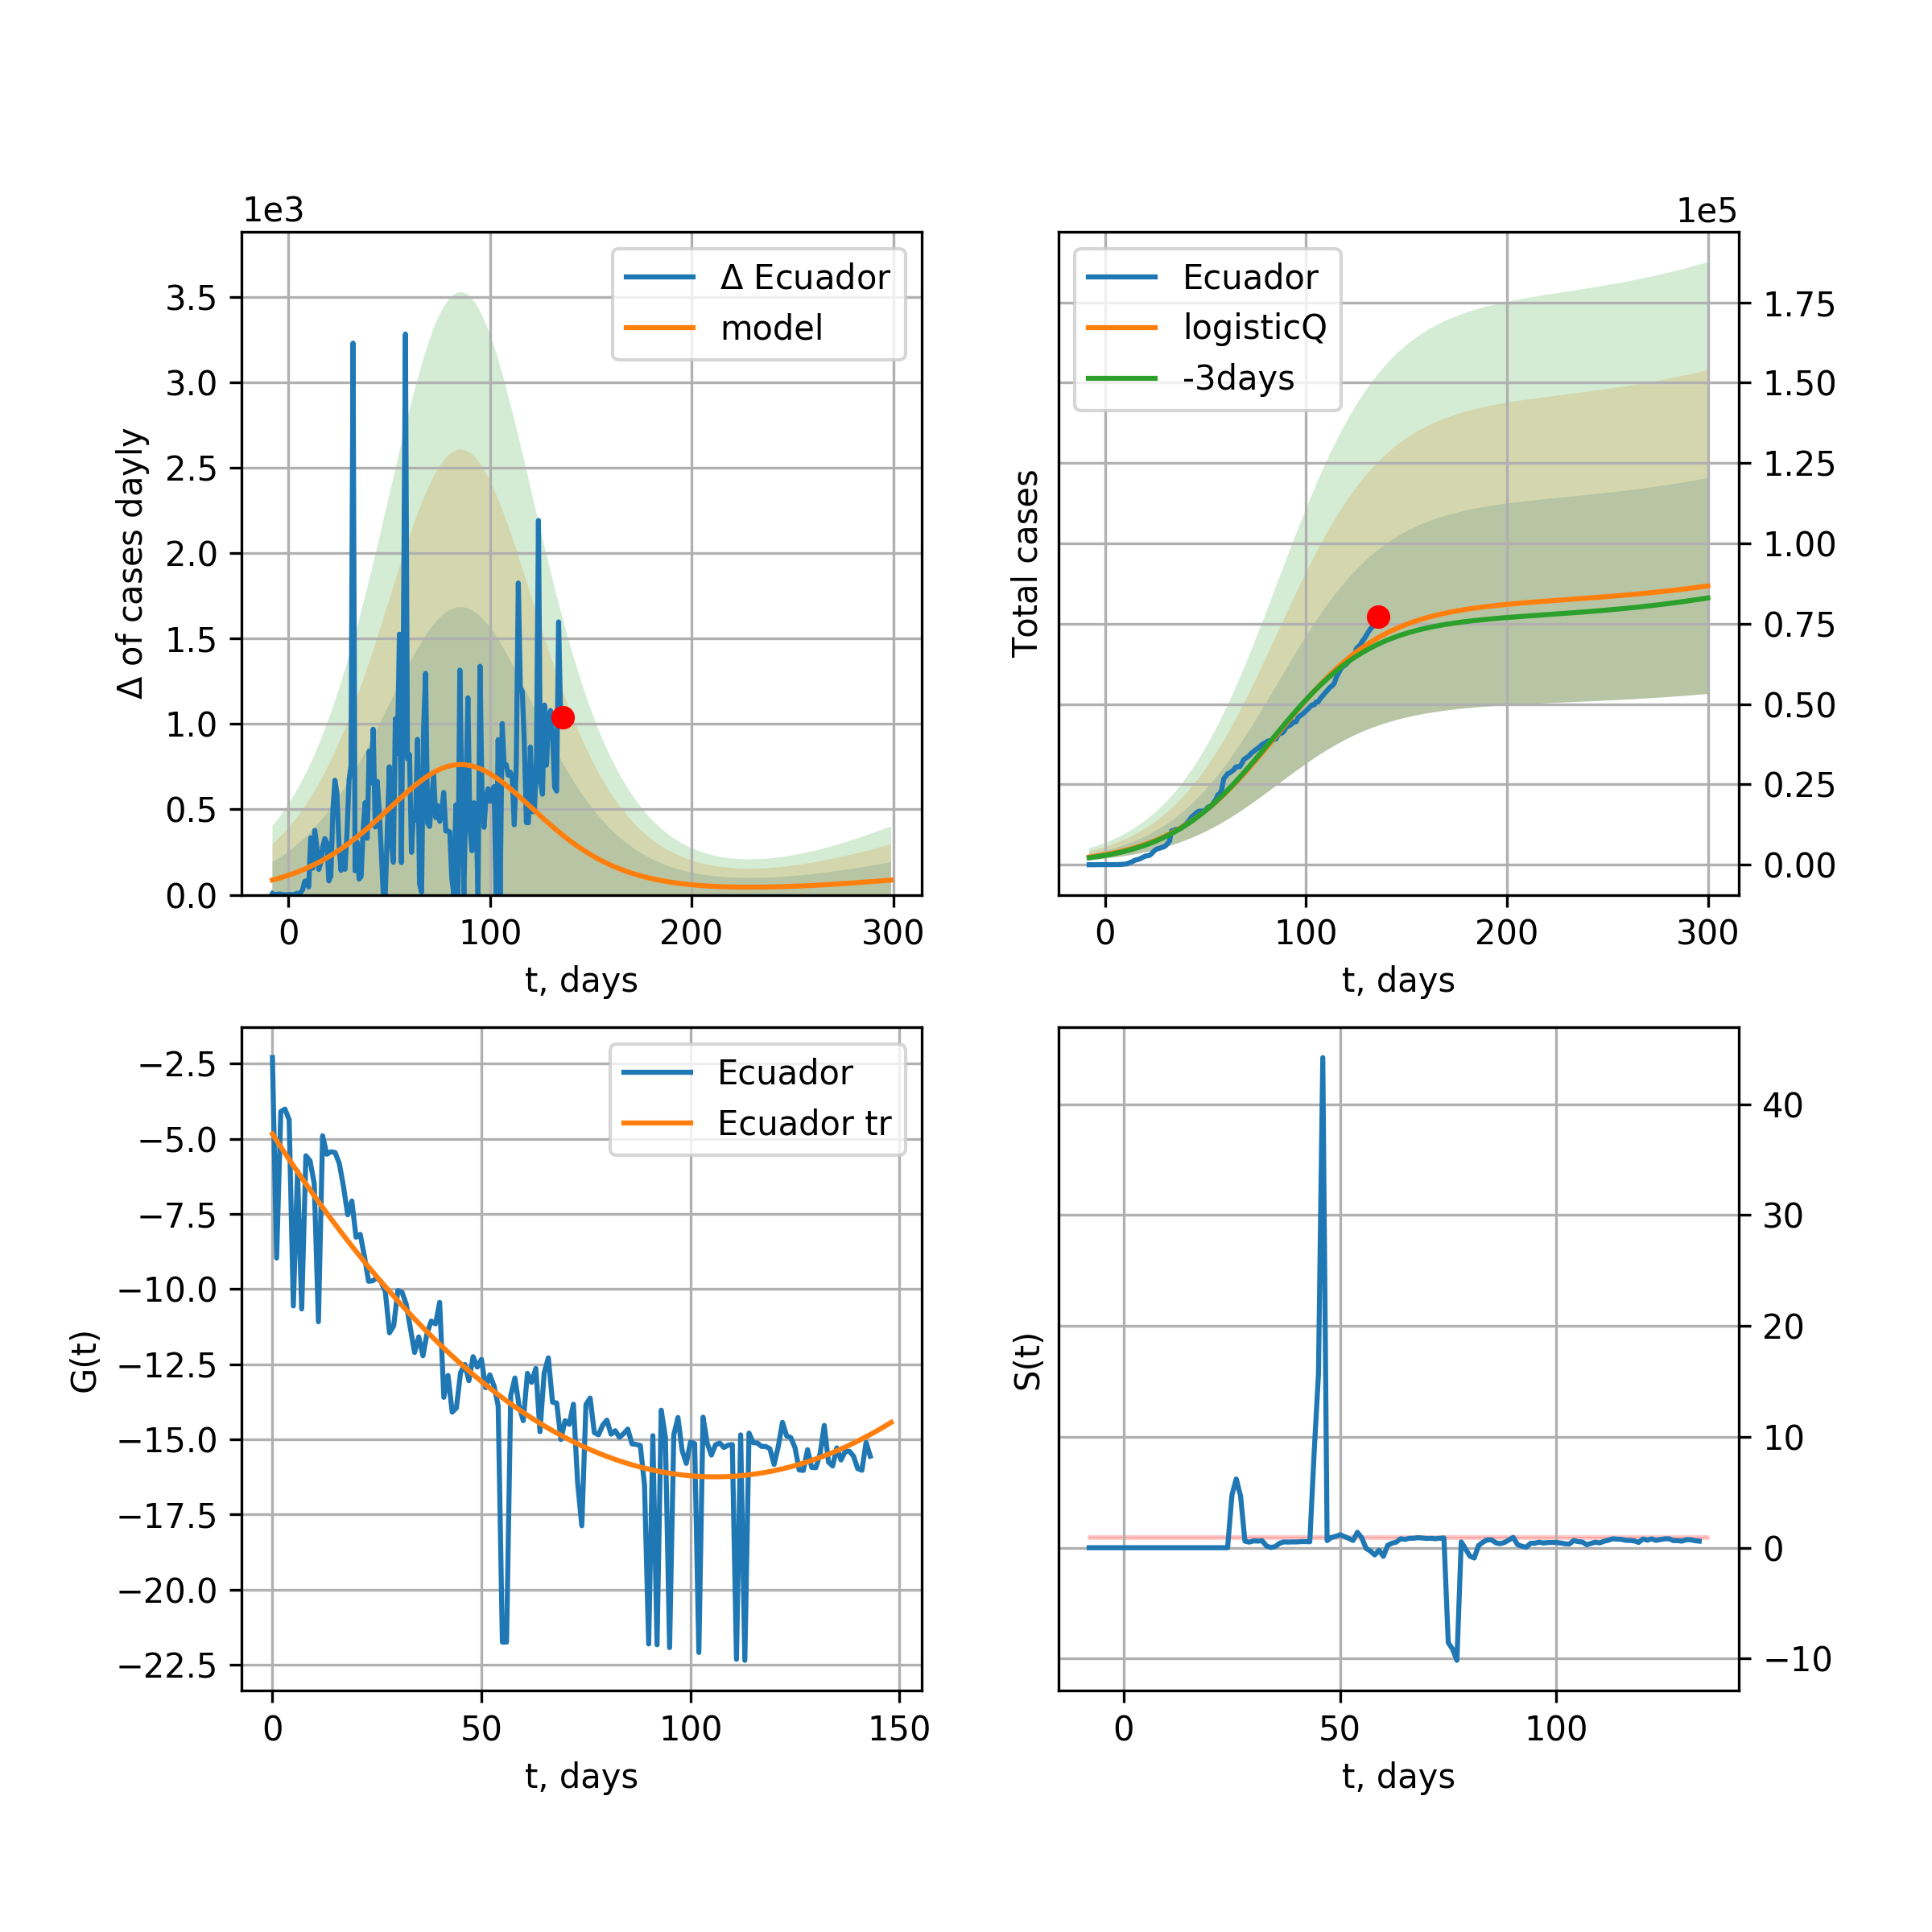 1e3
Δ Ecuador
model
3.5
3.0
2.5
2.0
1.5
1.0
0.5
0.0
Δ of cases dayly
0 100 200 300
t, days
1e5
Ecuador
logisticQ
-3days
Total cases
1.75
1.50
1.25
1.00
0.75
0.50
0.25
0.00
0 100 200 300
t, days
Ecuador
Ecuador tr
−2.5
−5.0
−7.5
−10.0
−12.5
−15.0
−17.5
−20.0
−22.5
G(t)
0 50 100 150
t, days
S(t)
40
30
20
10
0
−10
0 50 100
t, days